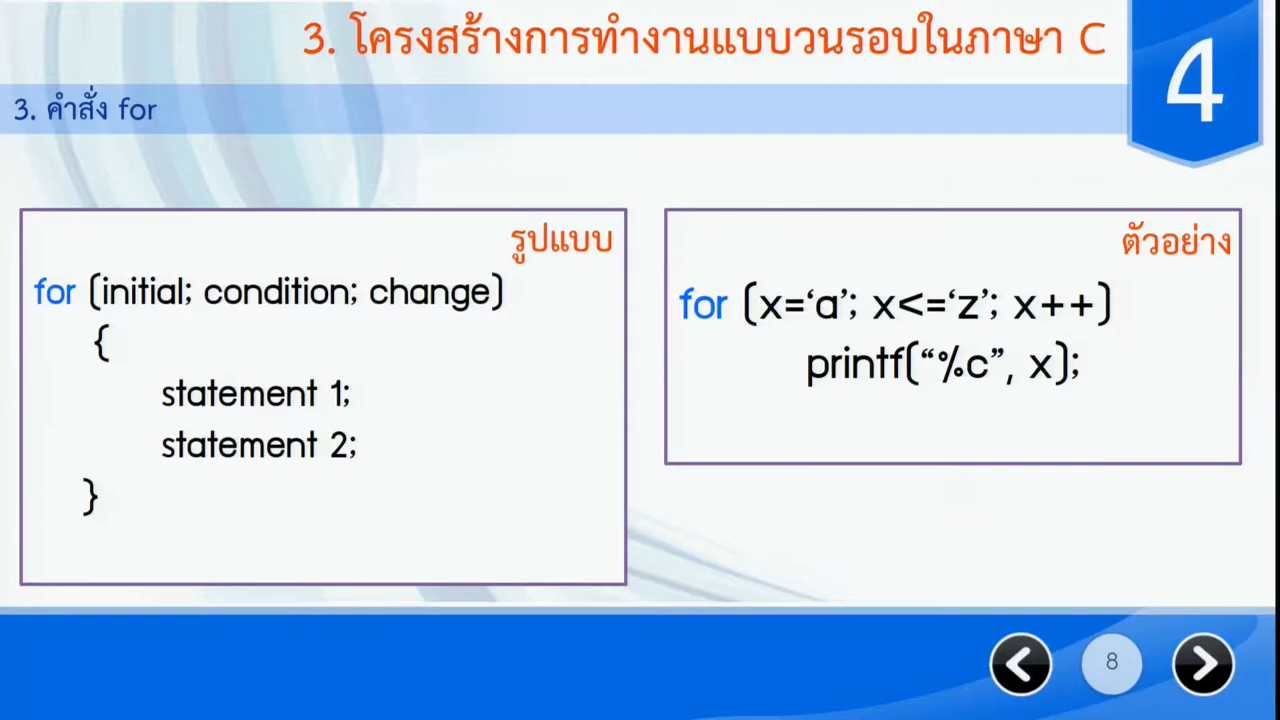 3. โครงสร้างการทำงานแบบวนรอบในภาษา C
4
3. คำสั่ง for
รูปแบบ
for (initial; condition; change)
{
statement 1;
statement 2;
}
ตัวอย่าง
for (x=‘a’; x<=‘z’; x++)
printf(“%c”, x);
8